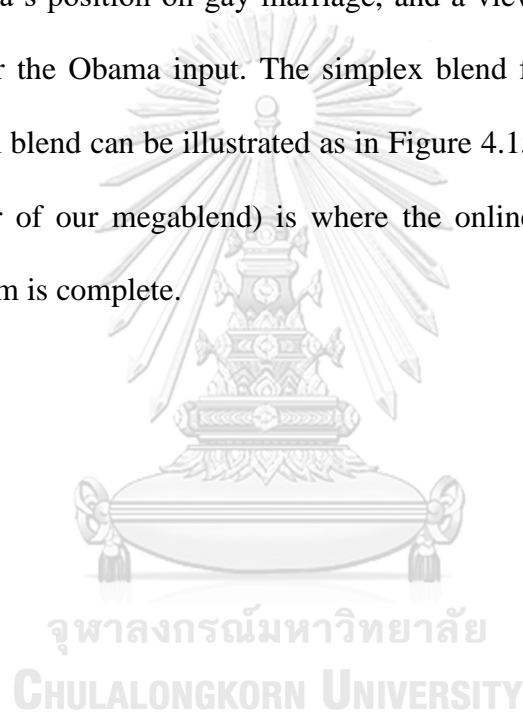 a's position on gay marriage, and a view
r the Obama input. The simplex blend f
blend can be illustrated as in Figure 4.1.
r of our megablend) is where the online
m is complete.
จุฬาลงกรณ์มหาวิทยาลัย
CHULALONGKORN UNIVERSITY